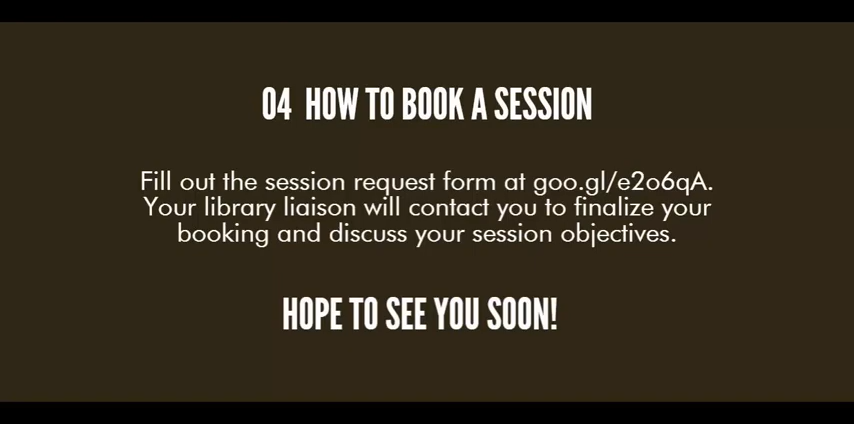 04 HOW TO BOOK A SESSION
Fill out the session request form at goo.gl/e2o6qA.
Your library liaison will contact you to finalize your
booking and discuss your session objectives.
HOPE TO SEE YOU SOON!